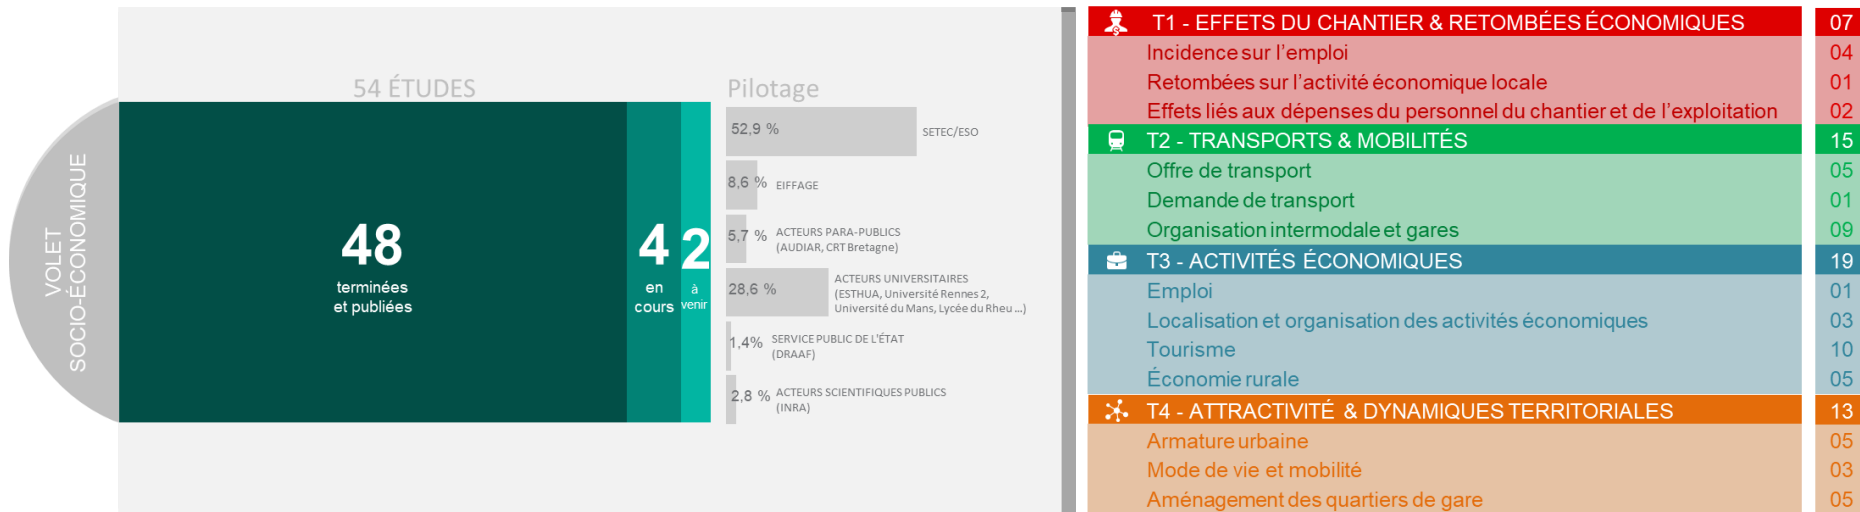 VOLET
SOCIO-ÉCONOMIQUE
54 ÉTUDES
48
terminées
et publiées
4
en
cours
2
à
venir
Pilotage
52,9 %
SETEC/ESO
8,6 %
EIFFAGE
5,7 %
ACTEURS PARA-PUBLICS
(AUDIAR, CRT Bretagne)
28,6 %
ACTEURS UNIVERSITAIRES
(ESTHUA, Université Rennes 2,
Université du Mans, Lycée du Rheu ...)
1,4%
SERVICE PUBLIC DE L'ÉTAT
(DRAAF)
2,8 %
ACTEURS SCIENTIFIQUES PUBLICS
(INRA)
T1 - EFFETS DU CHANTIER & RETOMBÉES ÉCONOMIQUES 07
Incidence sur l'emploi 04
Retombées sur l'activité économique locale 01
Effets liés aux dépenses du personnel du chantier et de l'exploitation 02
T2 - TRANSPORTS & MOBILITÉS 15
Offre de transport 05
Demande de transport 01
Organisation intermodale et gares 09
T3 - ACTIVITÉS ÉCONOMIQUES 19
Emploi 01
Localisation et organisation des activités économiques 03
Tourisme 10
Économie rurale 05
T4 - ATTRACTIVITÉ & DYNAMIQUES TERRITORIALES 13
Armature urbaine 05
Mode de vie et mobilité 03
Aménagement des quartiers de gare 05